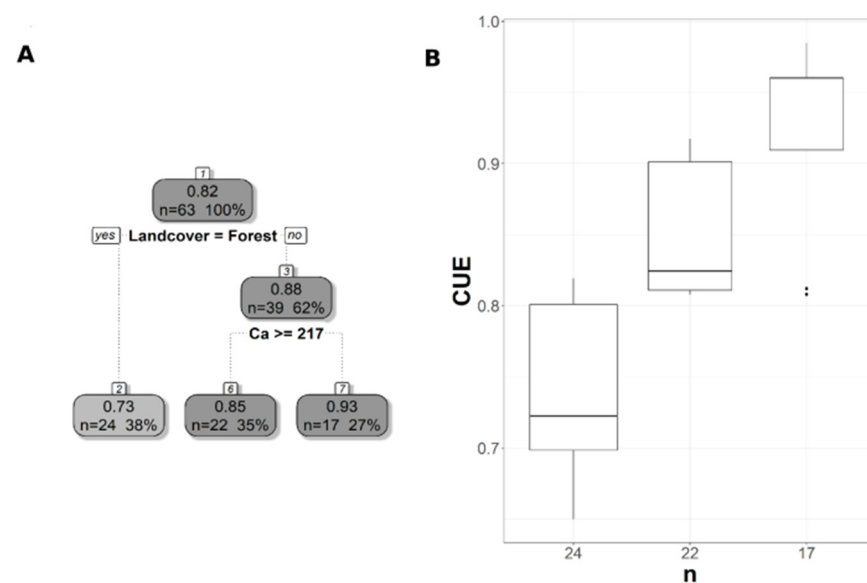 A
1
0.82
n=63 100%
yes Landcover = Forest no
3
0.88
n=39 62%
Ca >= 217
2
0.73
n=24 38%
6
0.85
n=22 35%
7
0.93
n=17 27%
B
1.0
0.9
0.8
0.7
CUE
24 22 17
n